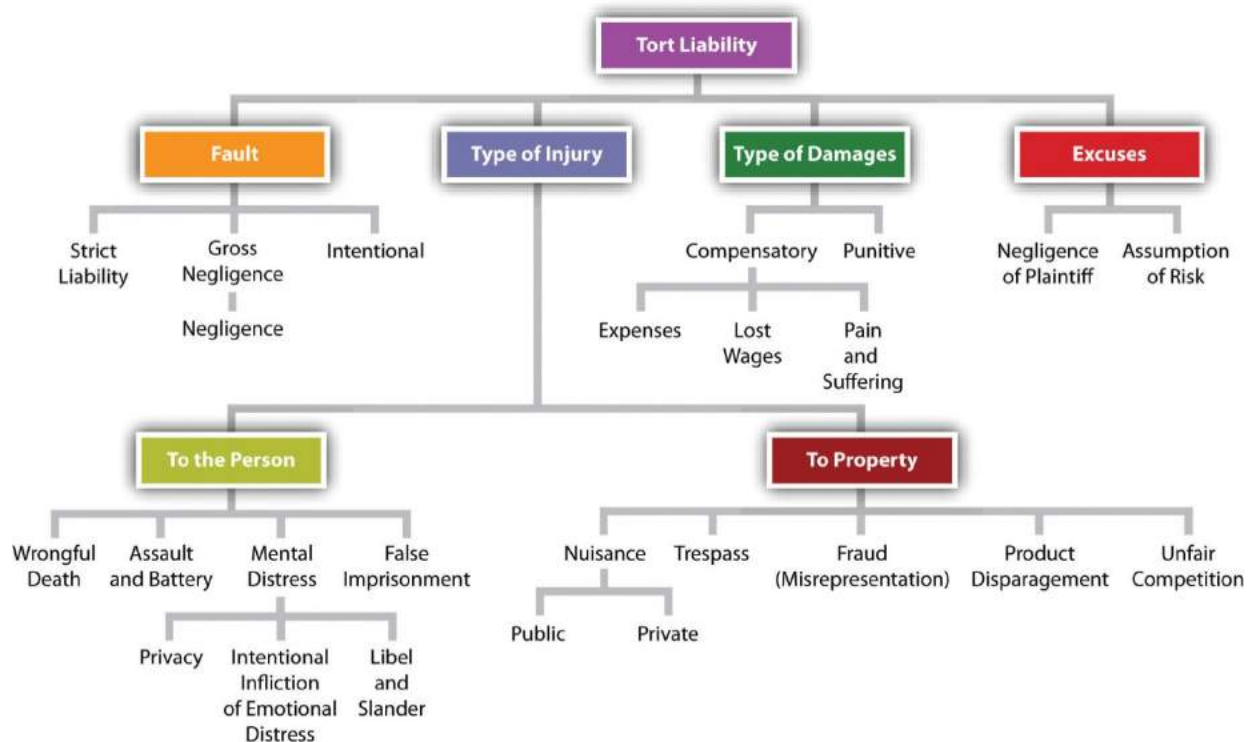 Tort Liability
Fault
Type of Injury
Type of Damages
Excuses
Strict
Liability
Gross
Negligence
Intentional
Compensatory
Punitive
Negligence
of Plaintiff
Assumption
of Risk
Negligence
Expenses
Lost
Wages
Pain
and
Suffering
To the Person
To Property
Wrongful
Death
Assault
and Battery
Mental
Distress
False
Imprisonment
Nuisance
Trespass
Fraud
(Misrepresentation)
Product
Disparagement
Unfair
Competition
Public
Private
Privacy
Intentional
Infliction
of Emotional
Distress
Libel
and
Slander